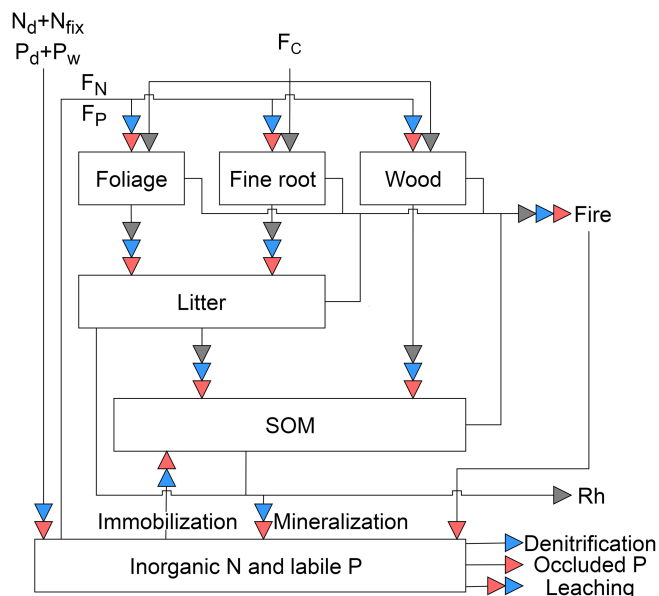 Nd+Nfix
Pd+Pw
FC
FN
FP
Foliage
Fine root
Wood
Fire
Litter
SOM
Rh
Immobilization
Mineralization
Inorganic N and labile P
Denitrification
Occluded P
Leaching